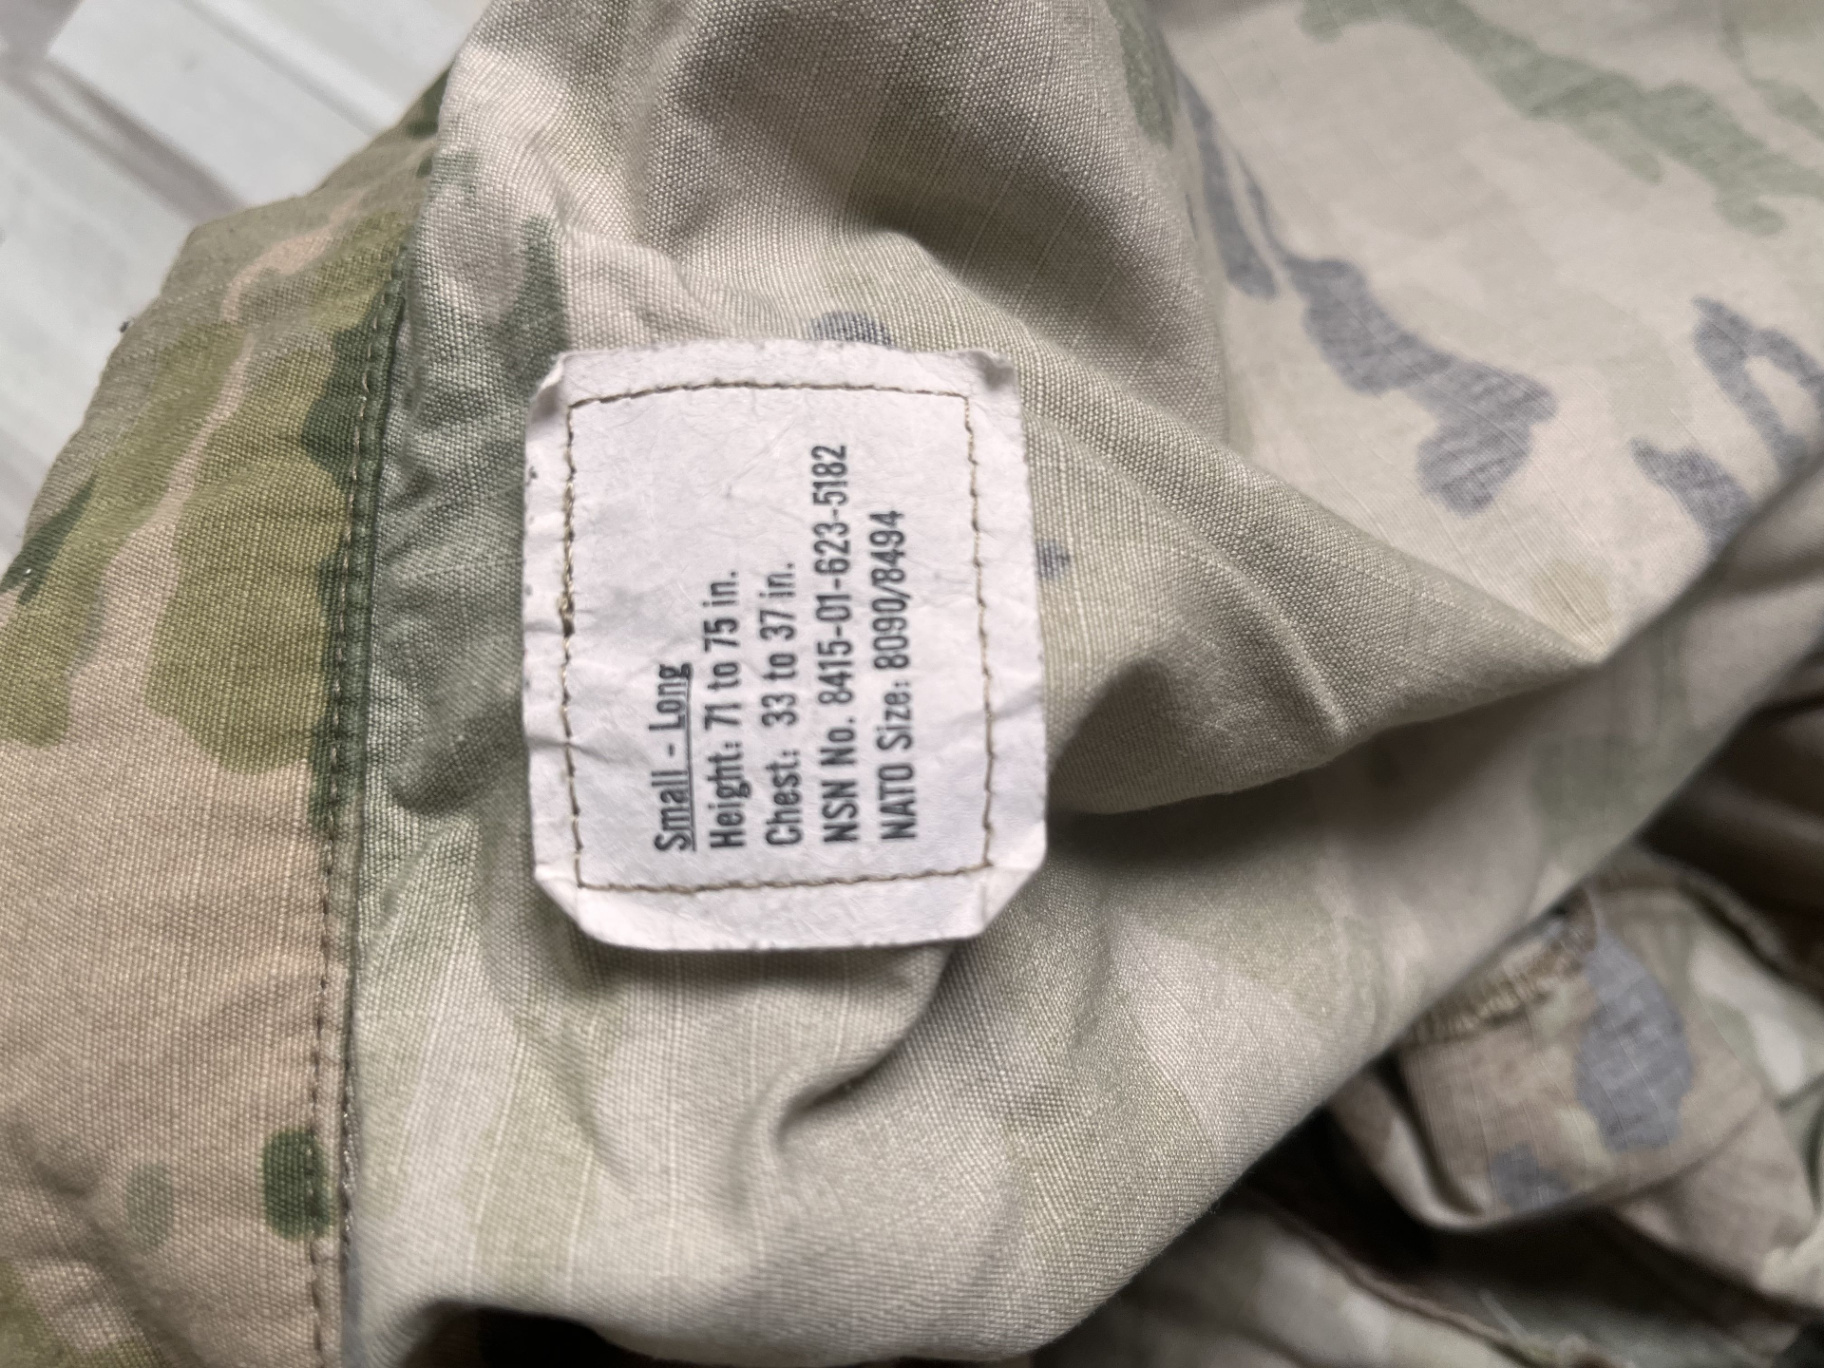 Small - Long
Height: 71 to 75 in.
Chest: 33 to 37 in.
NSN No. 8415-01-623-5182
NATO Size: 8090/8494